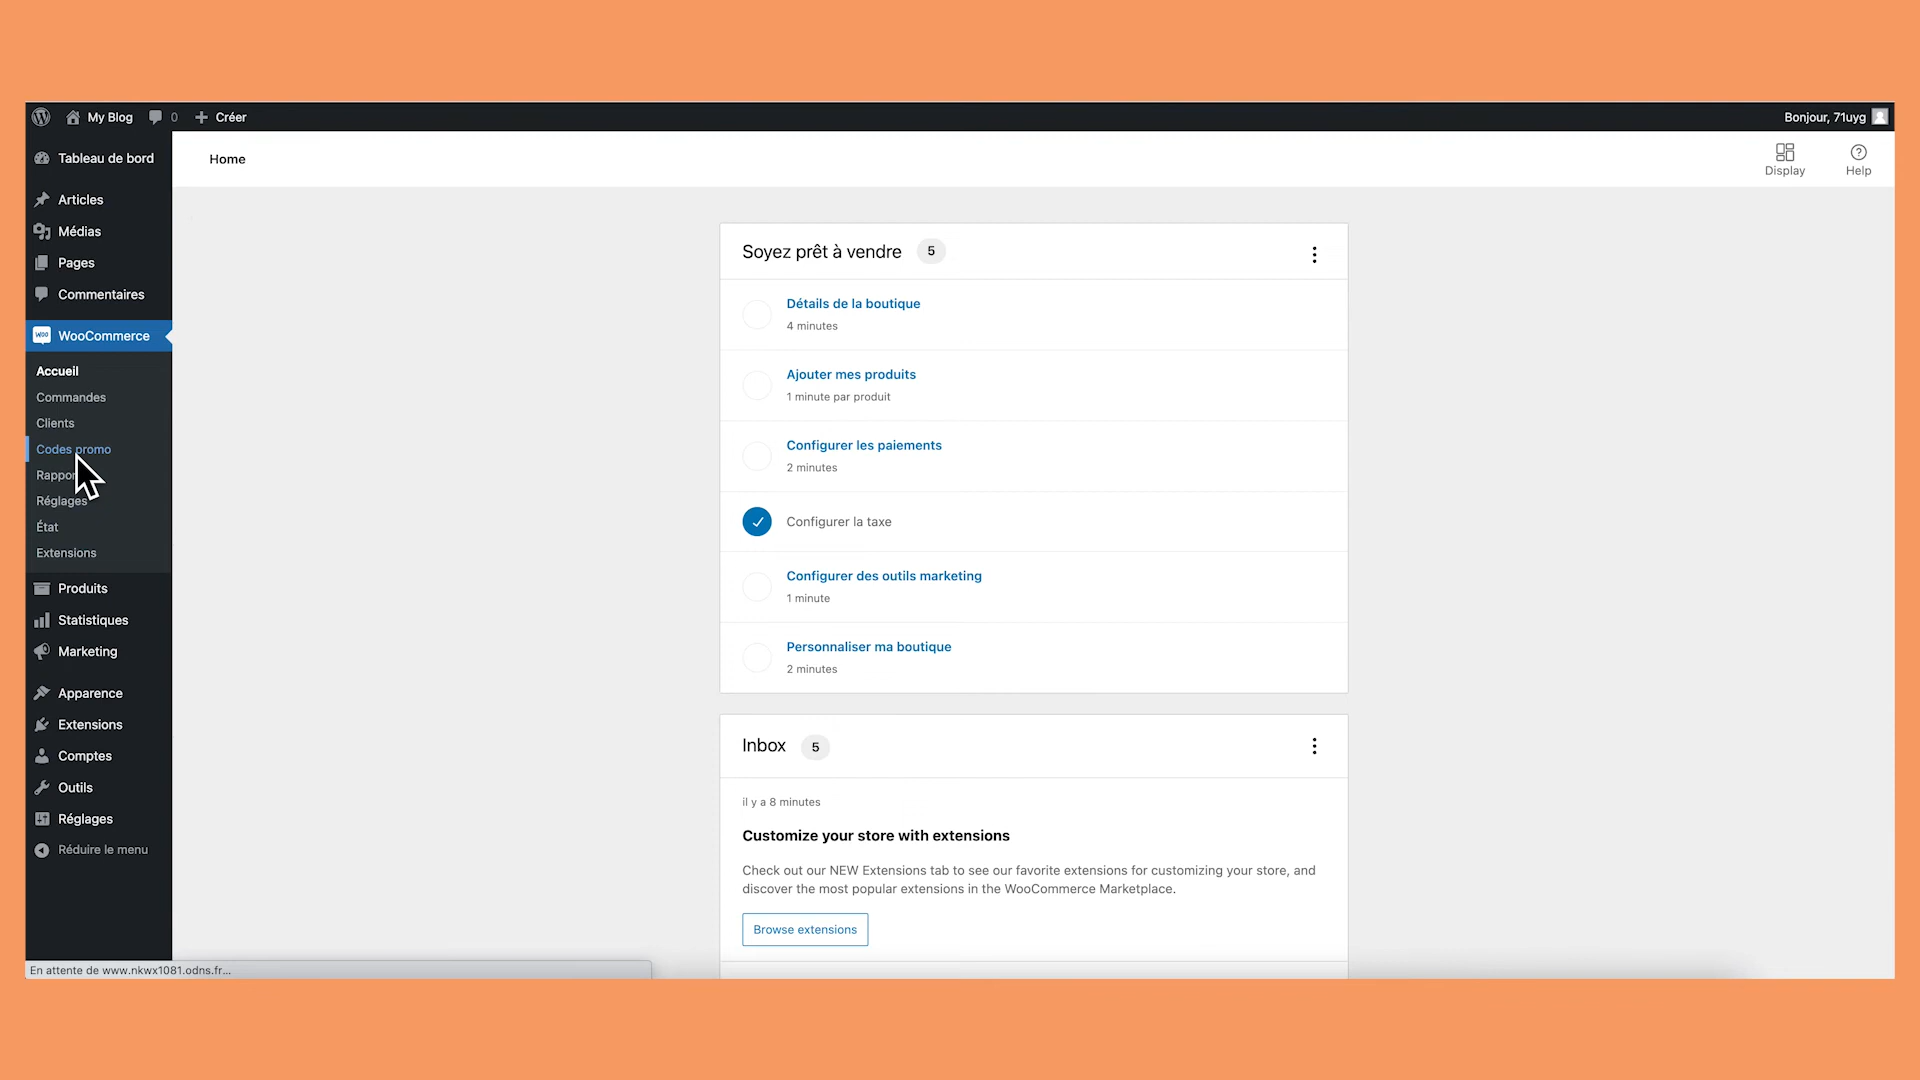 My Blog 0 Créer
Bonjour, 71uyg
Tableau de bord
Articles
Médias
Pages
Commentaires
WooCommerce
Accueil
Commandes
Clients
Codes promo
Réglages
État
Extensions
Produits
Statistiques
Marketing
Apparence
Extensions
Comptes
Outils
Réglages
Réduire le menu
En attente de www.nkwx1081.odns.fr...
Home
Display
Help
Soyez prêt à vendre 5
Détails de la boutique
4 minutes
Ajouter mes produits
1 minute par produit
Configurer les paiements
2 minutes
Configurer la taxe
Configurer des outils marketing
1 minute
Personnaliser ma boutique
2 minutes
Inbox 5
il y a 8 minutes
Customize your store with extensions
Check out our NEW Extensions tab to see our favorite extensions for customizing your store, and
discover the most popular extensions in the WooCommerce Marketplace.
Browse extensions